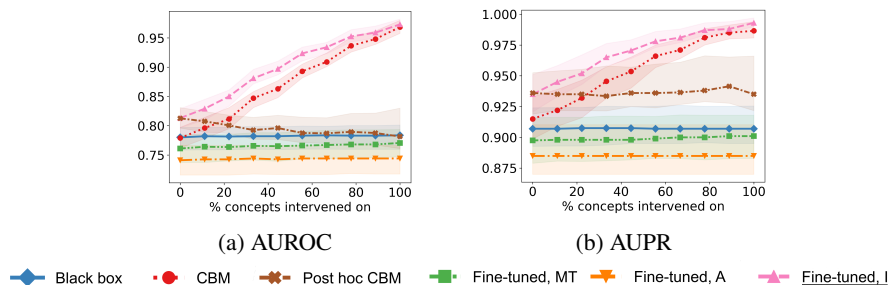 0.95
0.90
0.85
0.80
0.75
0 20 40 60 80 100
% concepts intervened on
(a) AUROC
1.000
0.975
0.950
0.925
0.900
0.875
0 20 40 60 80 100
% concepts intervened on
(b) AUPR
Black box CBM Post hoc CBM Fine-tuned, MT Fine-tuned, A Fine-tuned, I